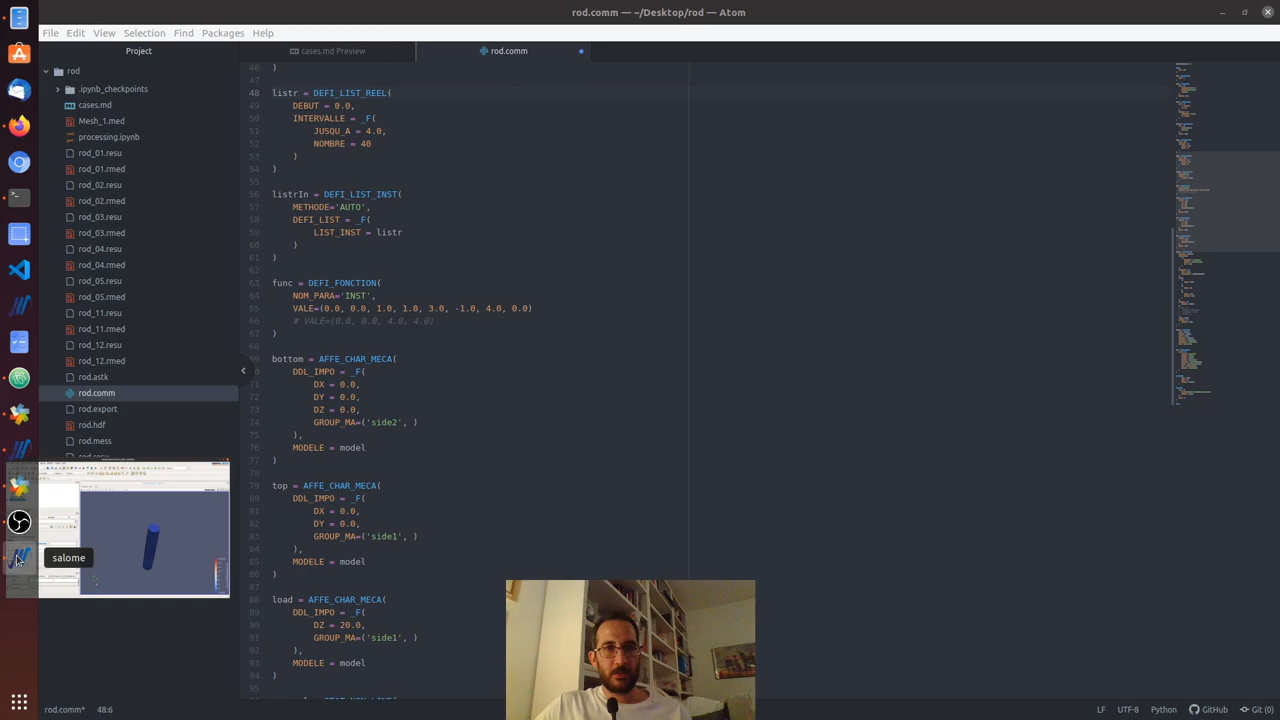 rod.comm — ~/Desktop/rod — Atom
File Edit View Selection Find Packages Help
Project
cases.md Preview
rod.comm
rod
.ipynb_checkpoints
cases.md
Mesh_1.med
processing.ipynb
rod_01.resu
rod_01.rmed
rod_02.resu
rod_02.rmed
rod_03.resu
rod_03.rmed
rod_04.resu
rod_04.rmed
rod_05.resu
rod_05.rmed
rod_11.resu
rod_11.rmed
rod_12.resu
rod_12.rmed
rod.astk
rod.comm
rod.export
rod.hdf
rod.mess
salome
46 )
47
48 listr = DEFI_LIST_REEL(
49 DEBUT = 0.0,
50 INTERVALLE = _F(
51 JUSQU_A = 4.0,
52 NOMBRE = 40
53 )
54 )
55
56 listrIn = DEFI_LIST_INST(
57 METHODE='AUTO',
58 DEFI_LIST = _F(
59 LIST_INST = listr
60 )
61 )
62
63 func = DEFI_FONCTION(
64 NOM_PARA='INST',
65 VALE=(0.0, 0.0, 1.0, 1.0, 3.0, -1.0, 4.0, 0.0)
66 # VALE=(0.0, 0.0, 4.0, 4.0)
67 )
68
69 bottom = AFFE_CHAR_MECA(
70 DDL_IMPO = _F(
71 DX = 0.0,
72 DY = 0.0,
73 DZ = 0.0,
74 GROUP_MA=('side2', )
75 ),
76 MODELE = model
77 )
78
79 top = AFFE_CHAR_MECA(
80 DDL_IMPO = _F(
81 DX = 0.0,
82 DY = 0.0,
83 GROUP_MA=('side1', )
84 ),
85 MODELE = model
86 )
87
88 load = AFFE_CHAR_MECA(
89 DDL_IMPO = _F(
90 DZ = 20.0,
91 GROUP_MA=('side1', )
92 ),
93 MODELE = model
94 )
95
rod.comm* 48:6
LF UTF-8 Python GitHub Git (0)